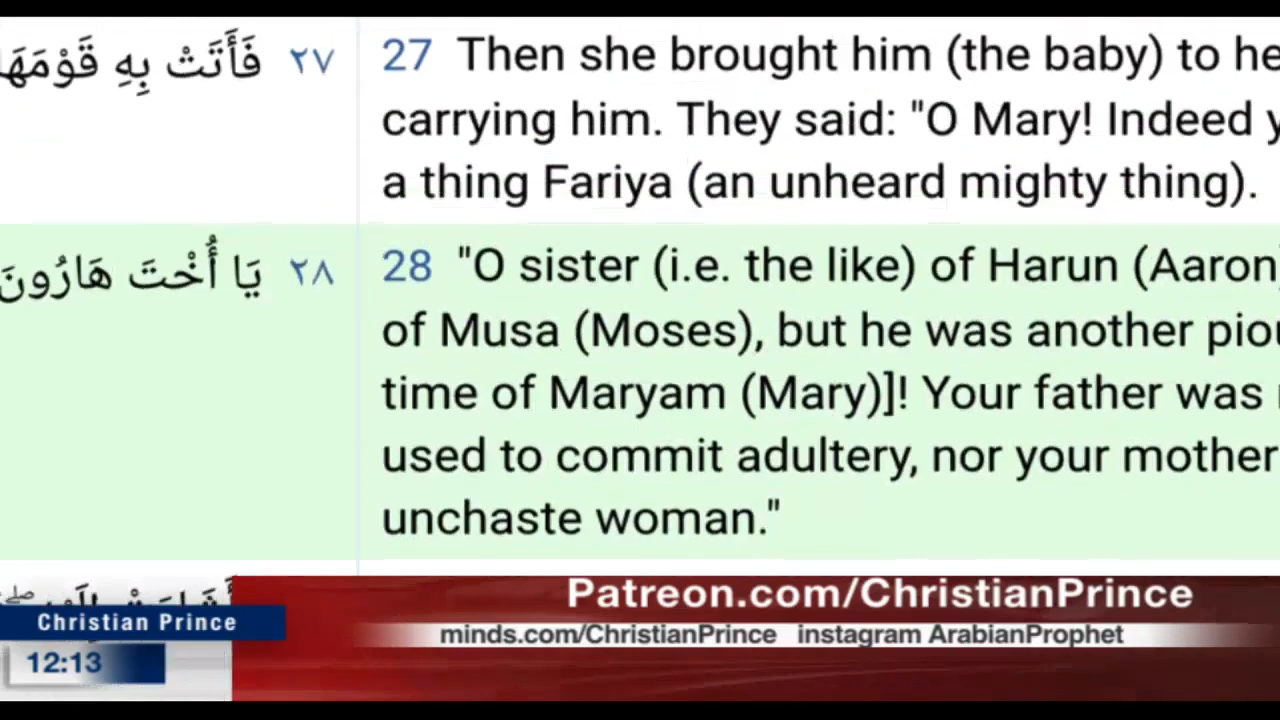 فَأَتَتْ بِهِ قَوْمَهَا ٢٧
27 Then she brought him (the baby) to he
carrying him. They said: "O Mary! Indeed y
a thing Fariya (an unheard mighty thing).
يَا أُخْتَ هَارُونَ ٢٨
28 "O sister (i.e. the like) of Harun (Aaron)
of Musa (Moses), but he was another piou
time of Maryam (Mary)]! Your father was
used to commit adultery, nor your mother
unchaste woman."
Patreon.com/ChristianPrince
Christian Prince
minds.com/ChristianPrince instagram ArabianProphet
12:13